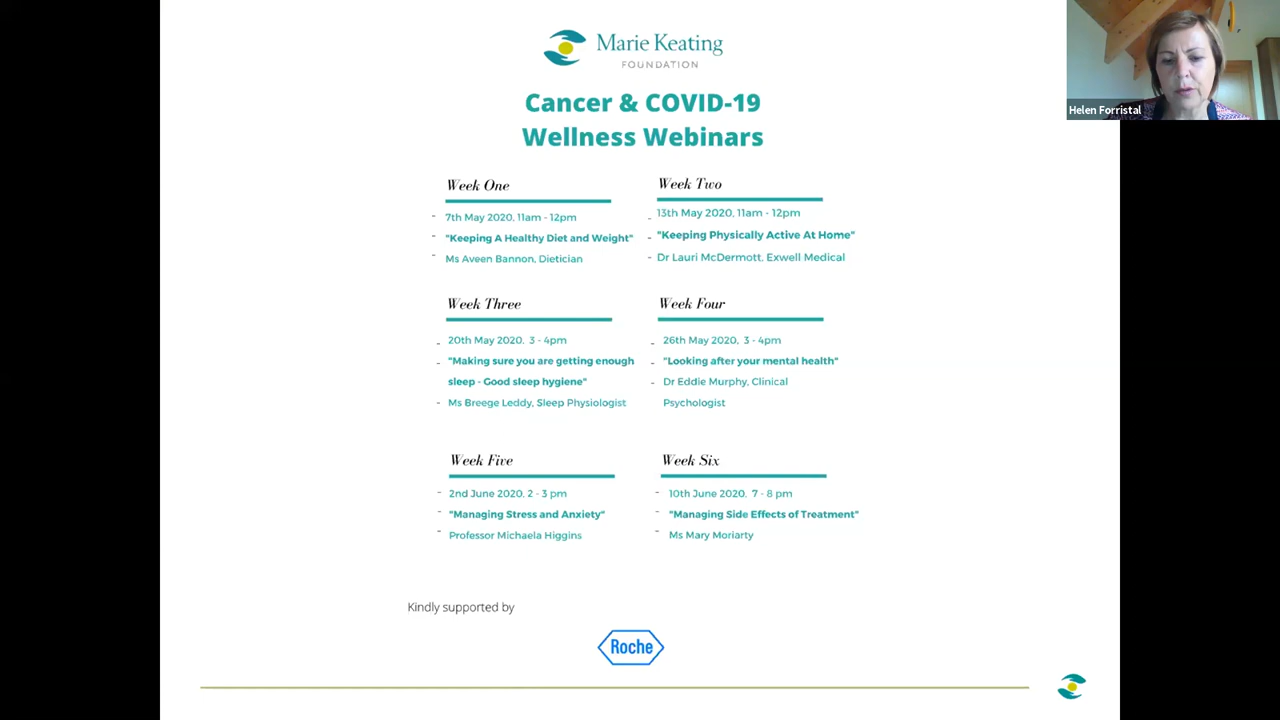 Marie Keating
FOUNDATION
Helen Forristal
Cancer & COVID-19
Wellness Webinars
Week One
7th May 2020, 11am - 12pm
"Keeping A Healthy Diet and Weight"
Ms Aveen Bannon, Dietician
Week Two
13th May 2020, 11am - 12pm
"Keeping Physically Active At Home"
Dr Lauri McDermott, Exwell Medical
Week Three
20th May 2020, 3 - 4pm
"Making sure you are getting enough
sleep - Good sleep hygiene"
Ms Breege Leddy, Sleep Physiologist
Week Four
26th May 2020, 3 - 4pm
"Looking after your mental health"
Dr Eddie Murphy, Clinical
Psychologist
Week Five
2nd June 2020, 2 - 3 pm
"Managing Stress and Anxiety"
Professor Michaela Higgins
Week Six
10th June 2020, 7 - 8 pm
"Managing Side Effects of Treatment"
Ms Mary Moriarty
Kindly supported by
Roche